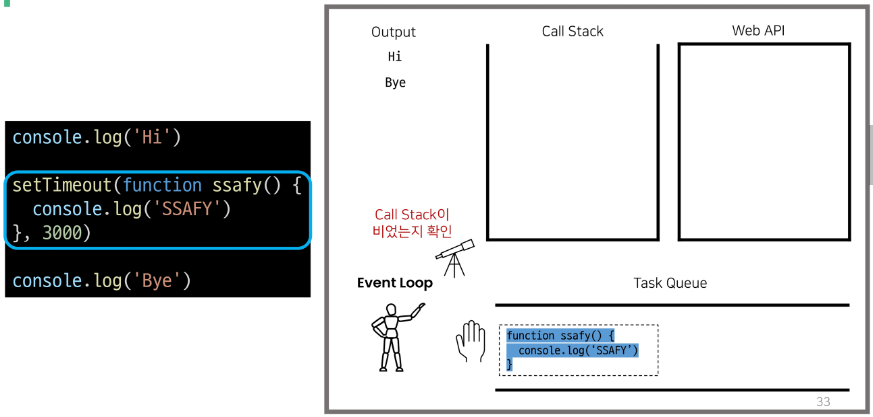 console.log('Hi')
setTimeout(function ssafy() {
  console.log('SSAFY')
}, 3000)
console.log('Bye')
Output
Hi
Bye
Call Stack
Web API
Call Stack이
비었는지 확인
Event Loop
Task Queue
function ssafy() {
  console.log('SSAFY')
}
33